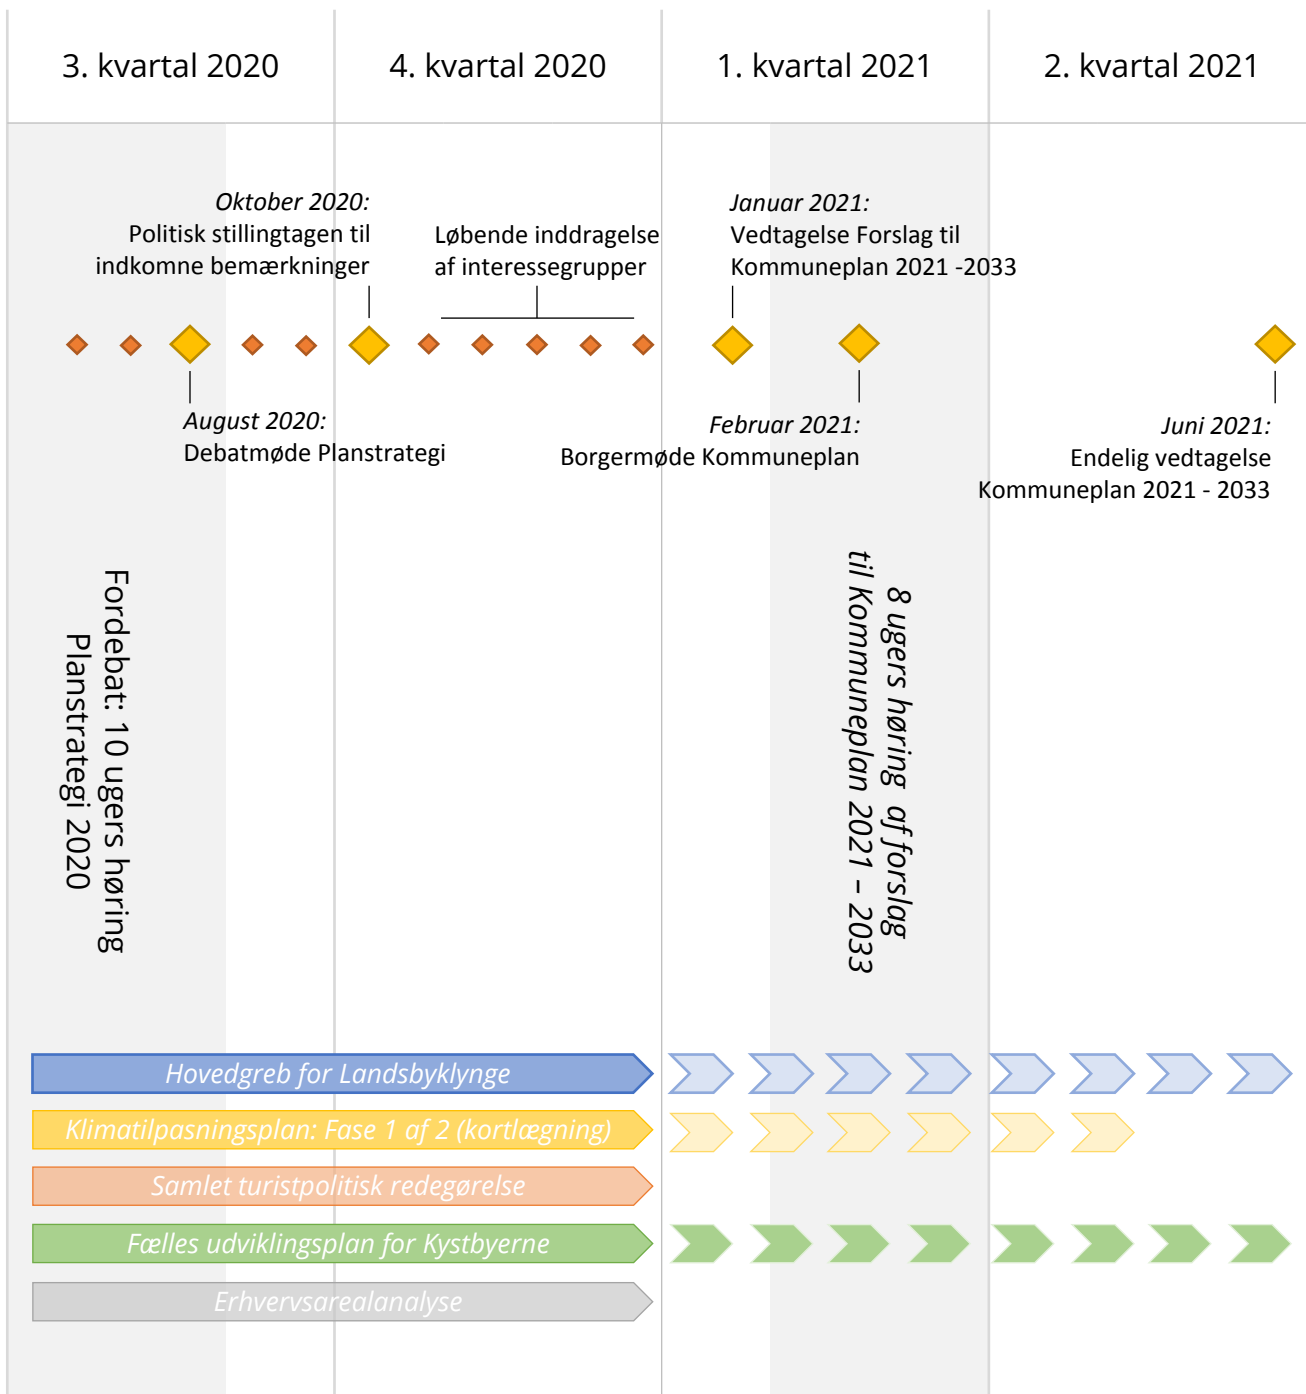 3. kvartal 2020
4. kvartal 2020
1. kvartal 2021
2. kvartal 2021
Oktober 2020:
Politisk stillingtagen til
indkomne bemærkninger
Løbende inddragelse
af interessegrupper
Januar 2021:
Vedtagelse Forslag til
Kommuneplan 2021 -2033
August 2020:
Debatmøde Planstrategi
Februar 2021:
Borgermøde Kommuneplan
Juni 2021:
Endelig vedtagelse
Kommuneplan 2021 - 2033
Fordebat: 10 ugers høring
Planstrategi 2020
8 ugers høring af forslag
til Kommuneplan 2021 – 2033
Hovedgreb for Landsbyklynge
Klimatilpasningsplan: Fase 1 af 2 (kortlægning)
Samlet turistpolitisk redegørelse
Fælles udviklingsplan for Kystbyerne
Erhvervsarealanalyse